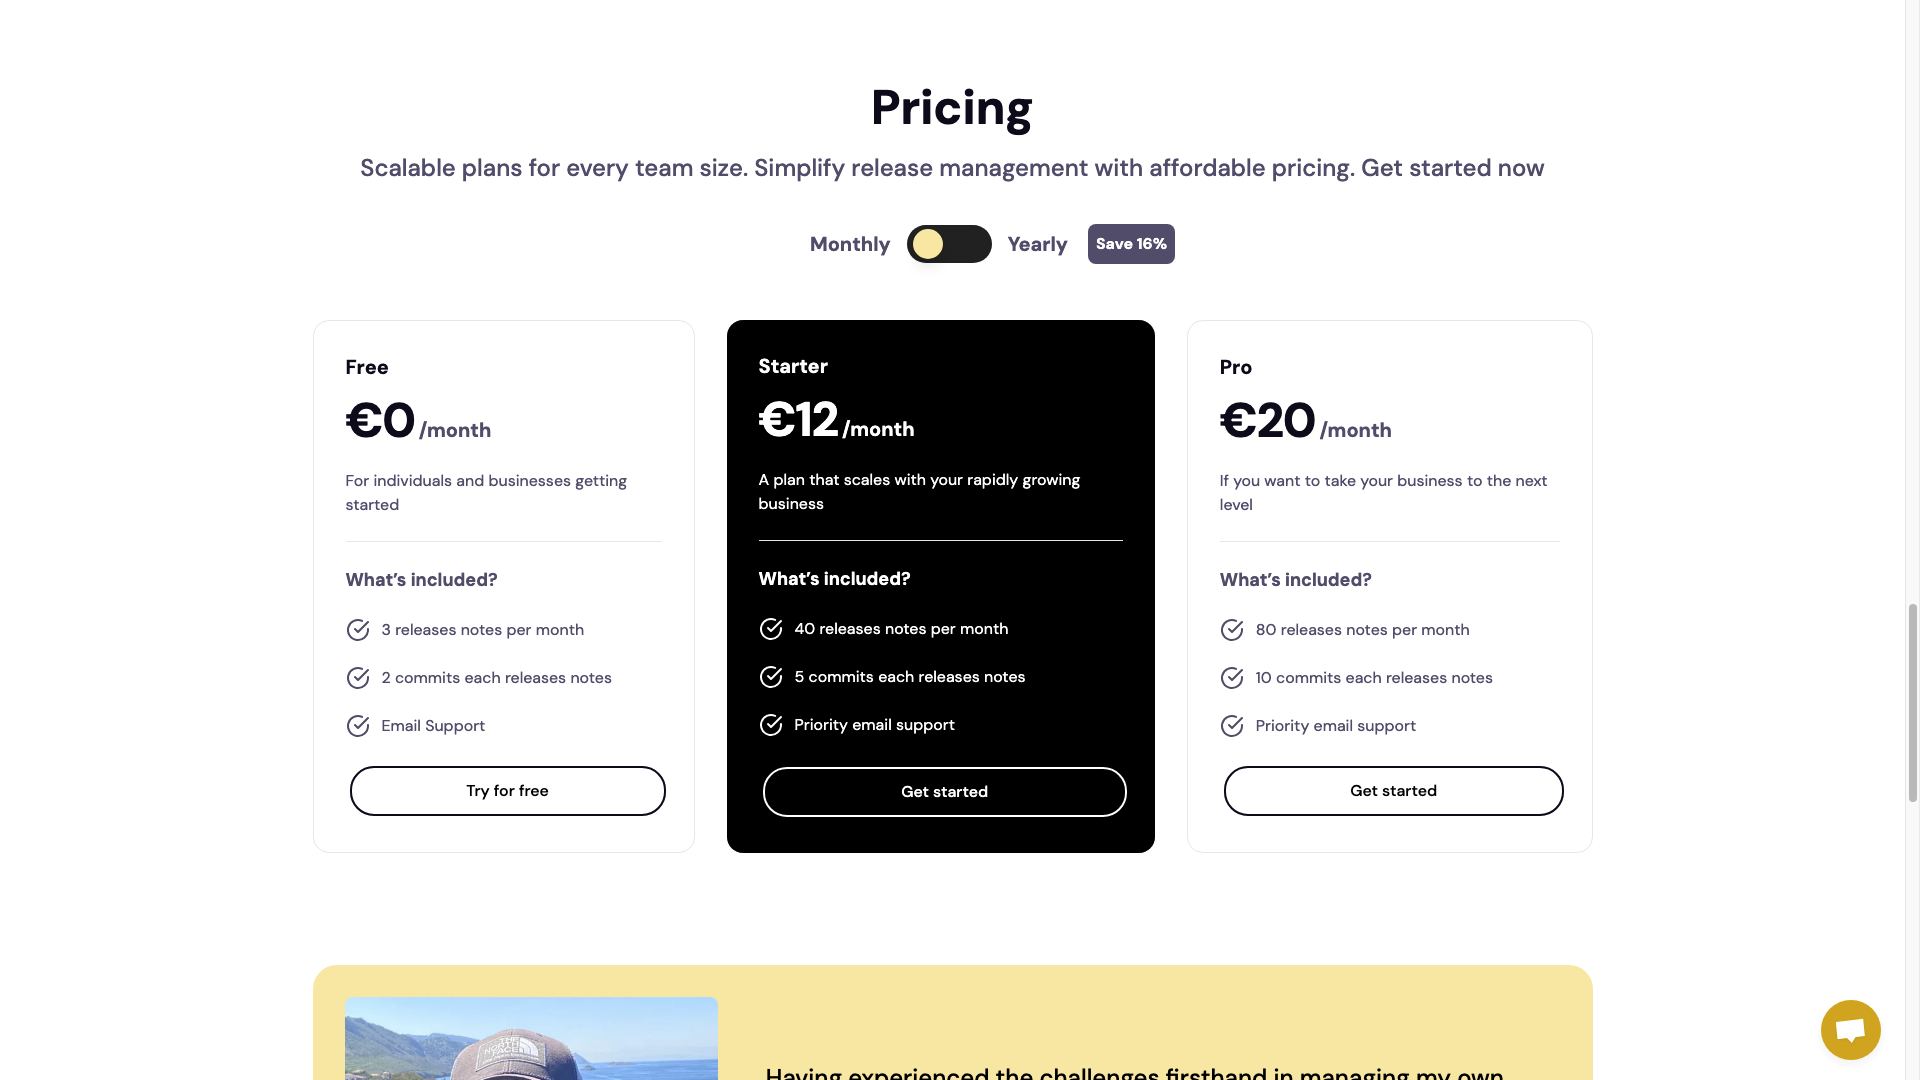 Pricing
Scalable plans for every team size. Simplify release management with affordable pricing. Get started now
Monthly
Yearly
Save 16%
Free
€0/month
For individuals and businesses getting
started
What's included?
3 releases notes per month
2 commits each releases notes
Email Support
Try for free
Starter
€12/month
A plan that scales with your rapidly growing
business
What's included?
40 releases notes per month
5 commits each releases notes
Priority email support
Get started
Pro
€20/month
If you want to take your business to the next
level
What's included?
80 releases notes per month
10 commits each releases notes
Priority email support
Get started
THE
NORTH
FACE
Having experienced the challenges firsthand in managing my own